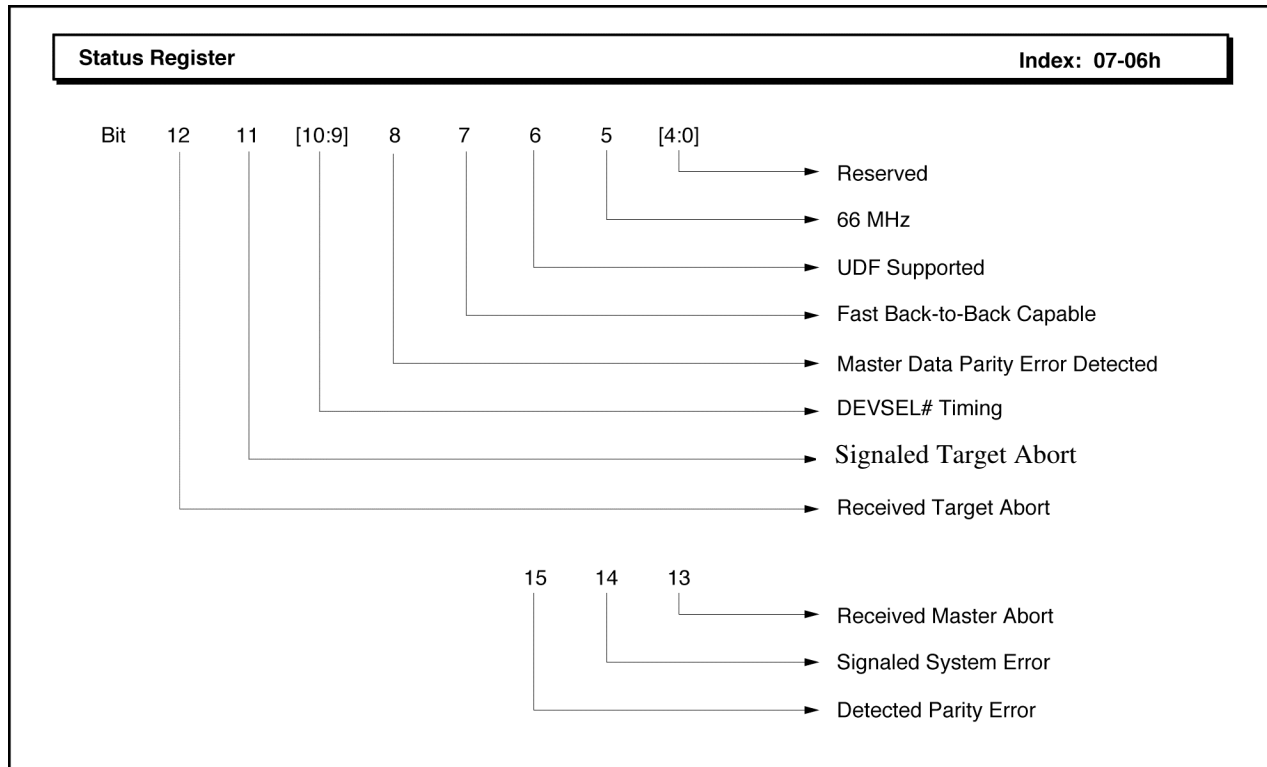 Status Register Index: 07-06h
Bit 12 11 [10:9] 8 7 6 5 [4:0]
Reserved
66 MHz
UDF Supported
Fast Back-to-Back Capable
Master Data Parity Error Detected
DEVSEL# Timing
Signaled Target Abort
Received Target Abort
15 14 13
Received Master Abort
Signaled System Error
Detected Parity Error